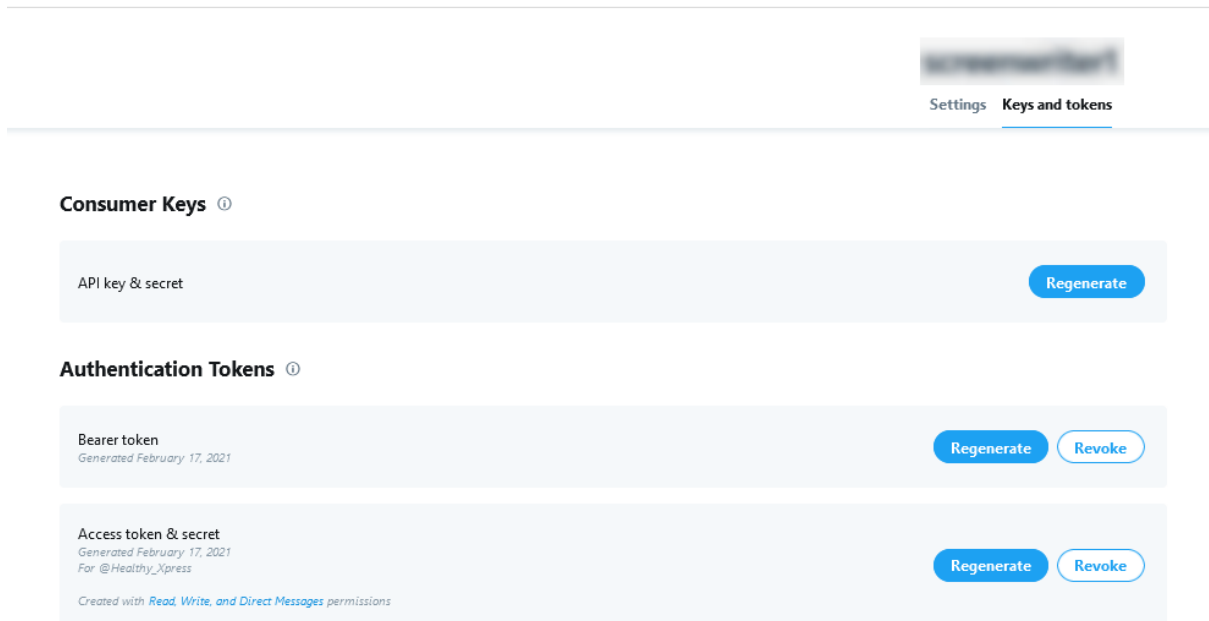 Settings Keys and tokens
Consumer Keys
API key & secret
Regenerate
Authentication Tokens
Bearer token
Generated February 17, 2021
Regenerate Revoke
Access token & secret
Generated February 17, 2021
For @Healthy_Xpress
Regenerate Revoke
Created with Read, Write, and Direct Messages permissions